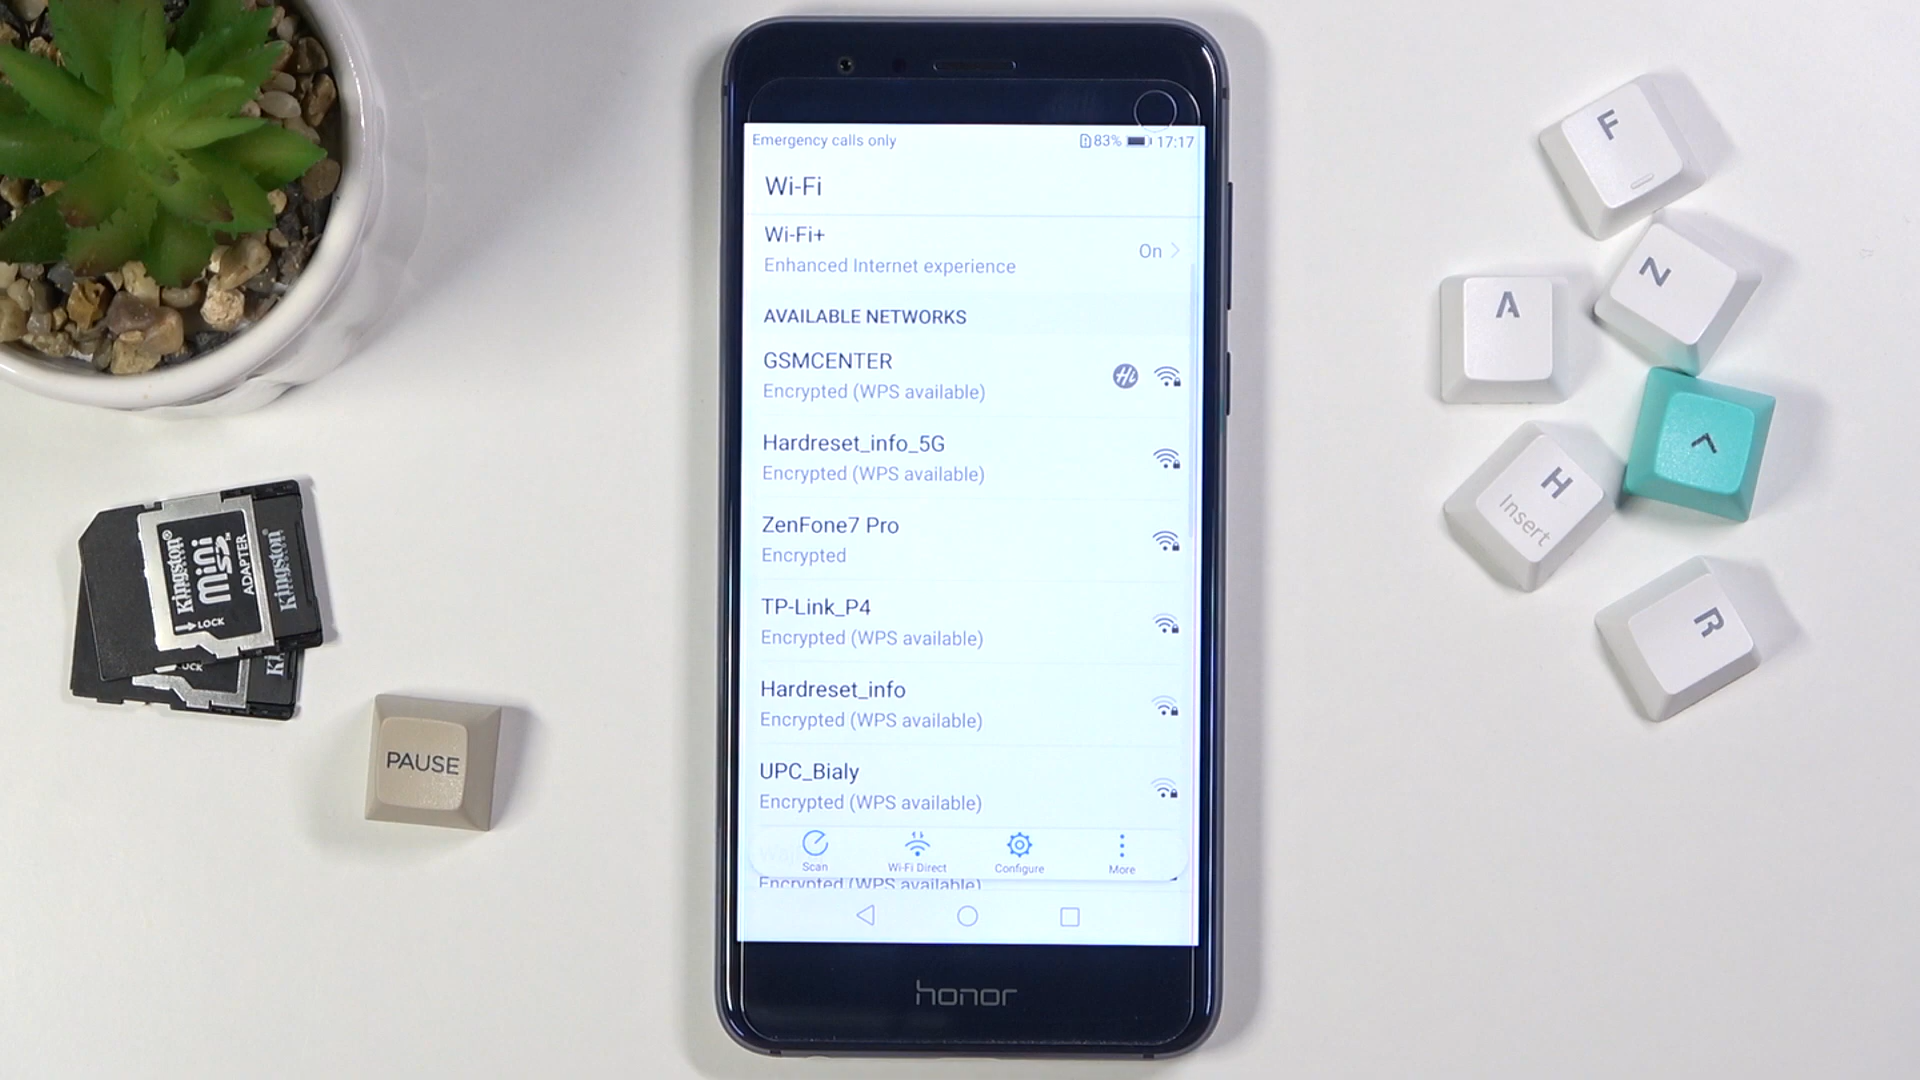 Emergency calls only
83%
17:17
Wi-Fi
Wi-Fi+
Enhanced Internet experience
On
AVAILABLE NETWORKS
GSMCENTER
Encrypted (WPS available)
Hardreset_info_5G
Encrypted (WPS available)
ZenFone7 Pro
Encrypted
TP-Link_P4
Encrypted (WPS available)
Hardreset_info
Encrypted (WPS available)
UPC_Bialy
Encrypted (WPS available)
Encrypted (WPS available)
Scan
Wi-Fi Direct
Configure
More
honor
Kingston
mini
SD
ADAPTER
LOCK
Kingston
PAUSE
F
N
A
H
Insert
R